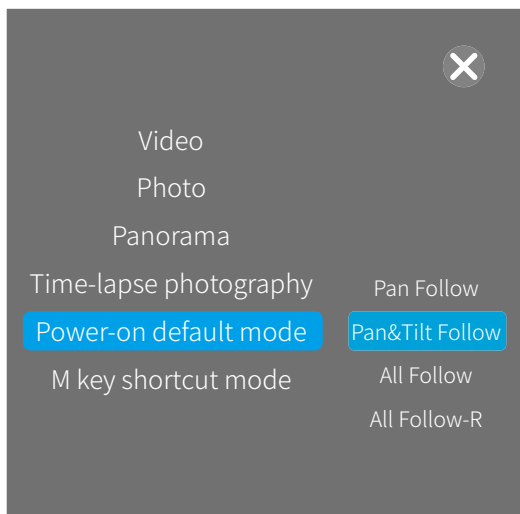 Video
Photo
Panorama
Time-lapse photography
Power-on default mode
M key shortcut mode
Pan Follow
Pan&Tilt Follow
All Follow
All Follow-R